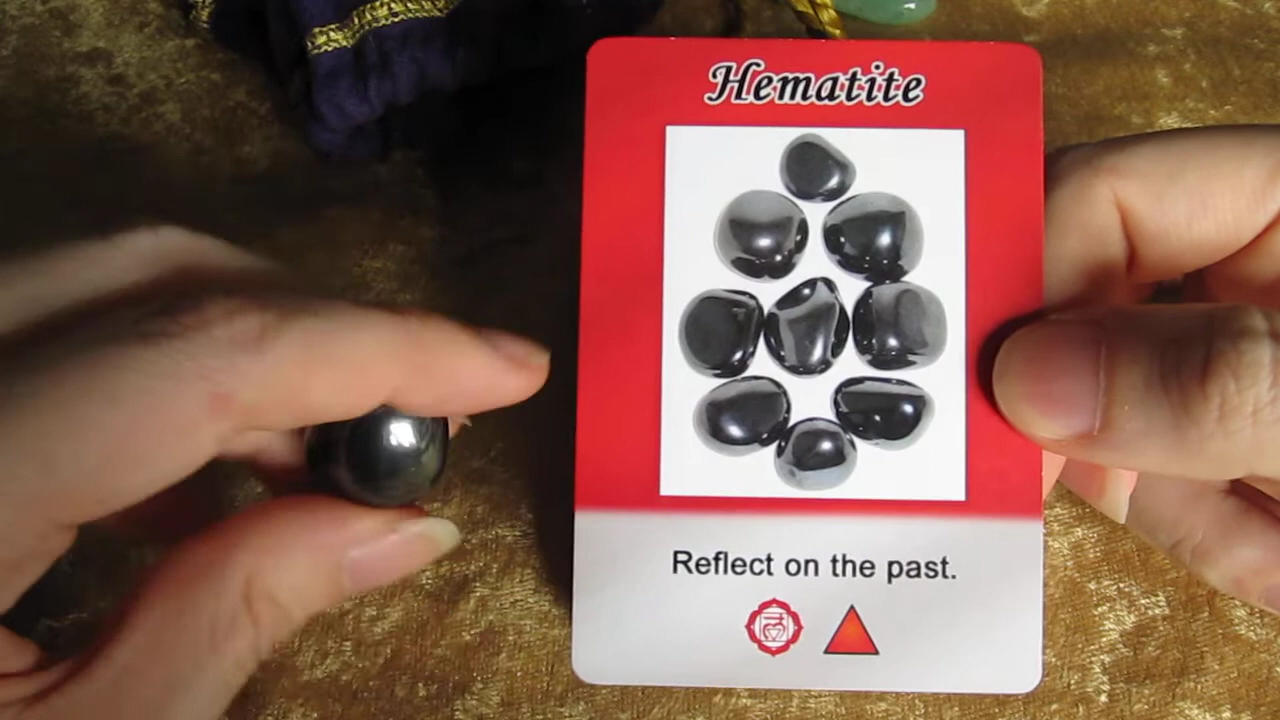 Hematite
Reflect on the past.